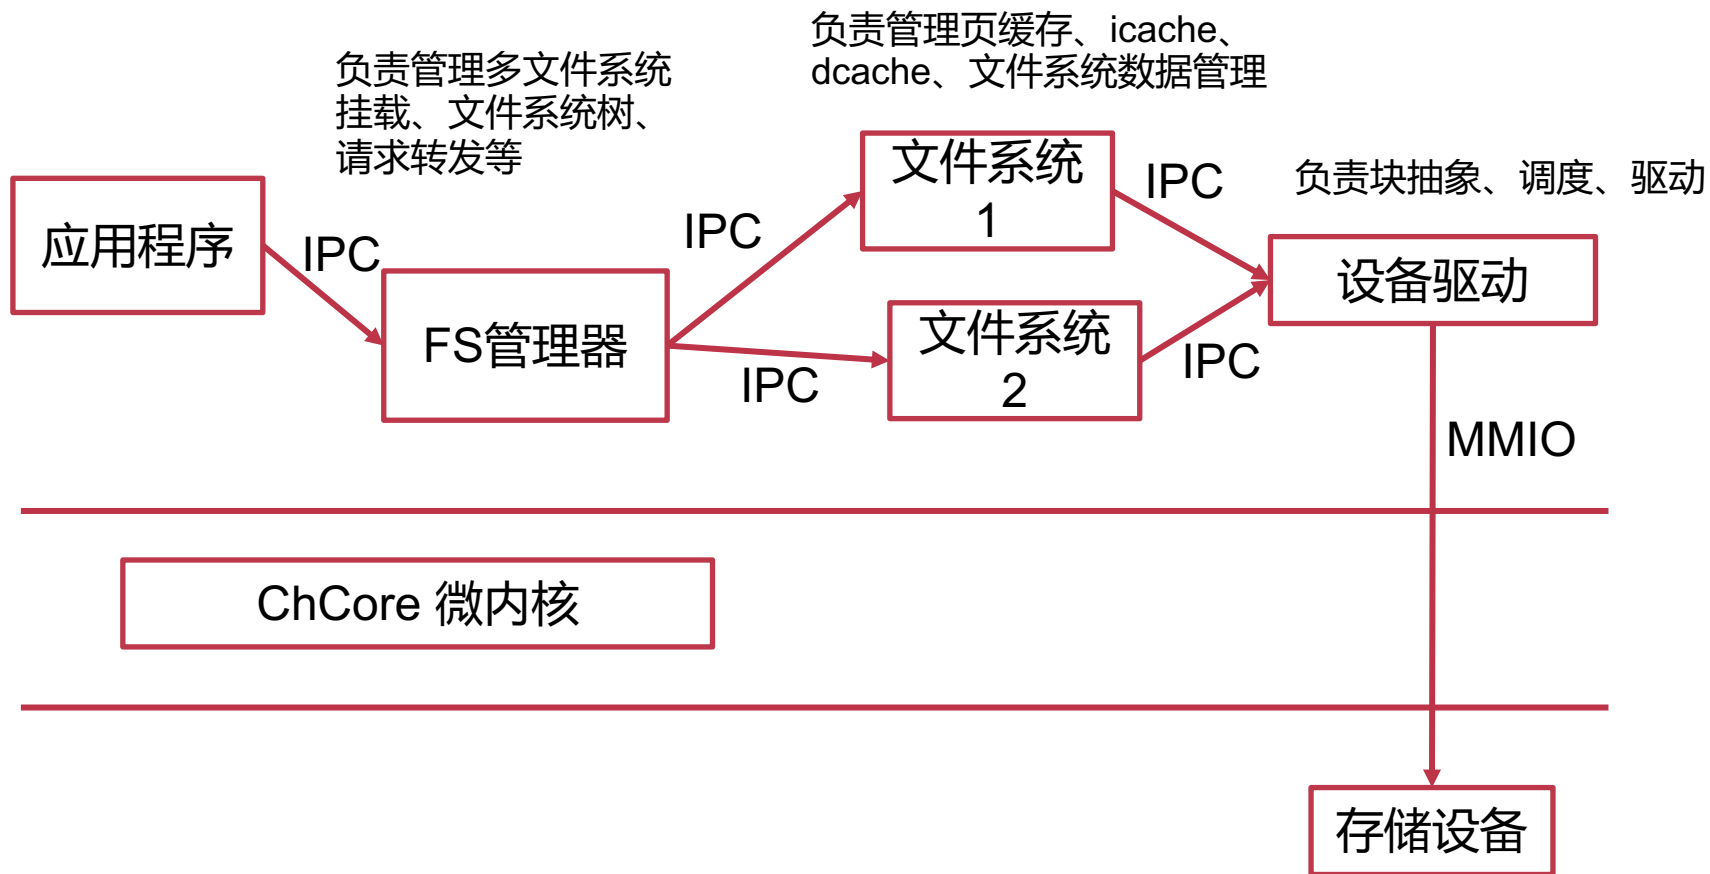 负责管理多文件系统
挂载、文件系统树、
请求转发等
负责管理页缓存、icache、
dcache、文件系统数据管理
负责块抽象、调度、驱动
应用程序
IPC
FS管理器
IPC
IPC
文件系统
1
文件系统
2
IPC
IPC
设备驱动
MMIO
ChCore 微内核
存储设备